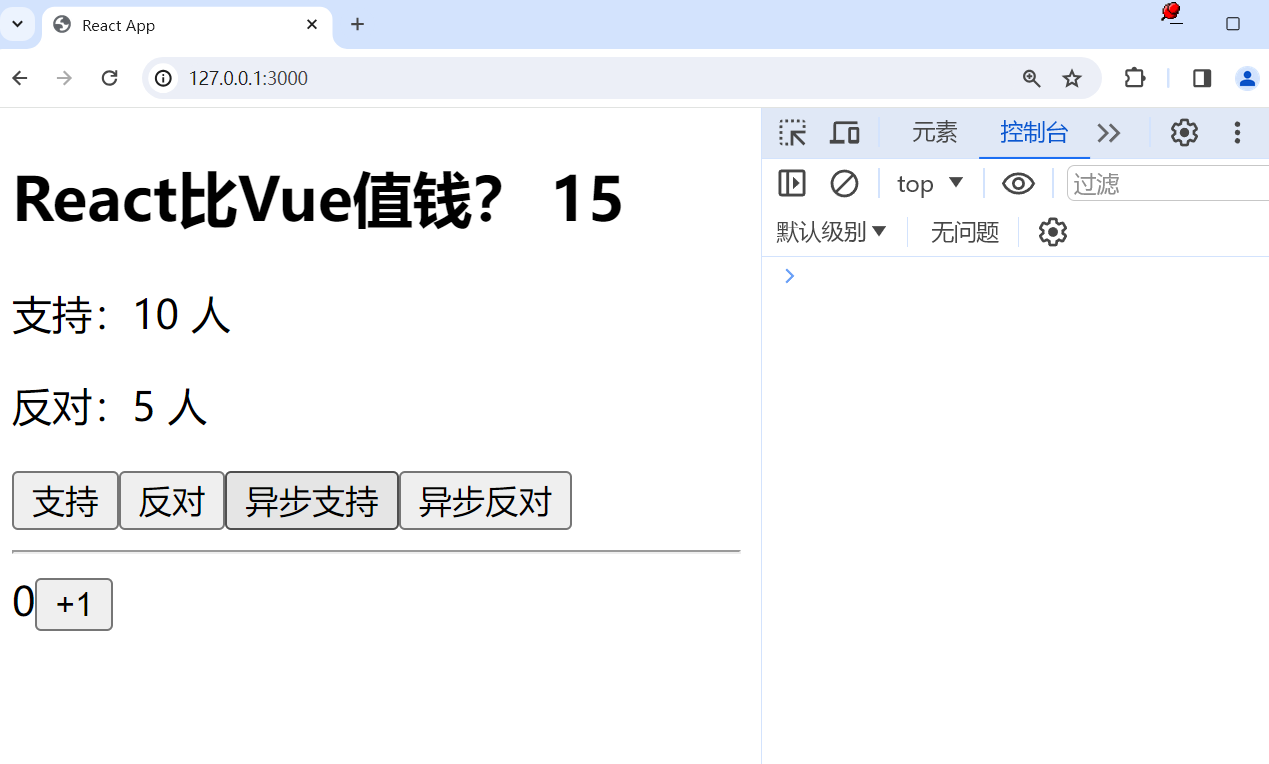 React App
127.0.0.1:3000
元素 控制台
top 过滤
默认级别 无问题
React比Vue值钱? 15
支持：10 人
反对：5 人
支持 反对 异步支持 异步反对
0 +1